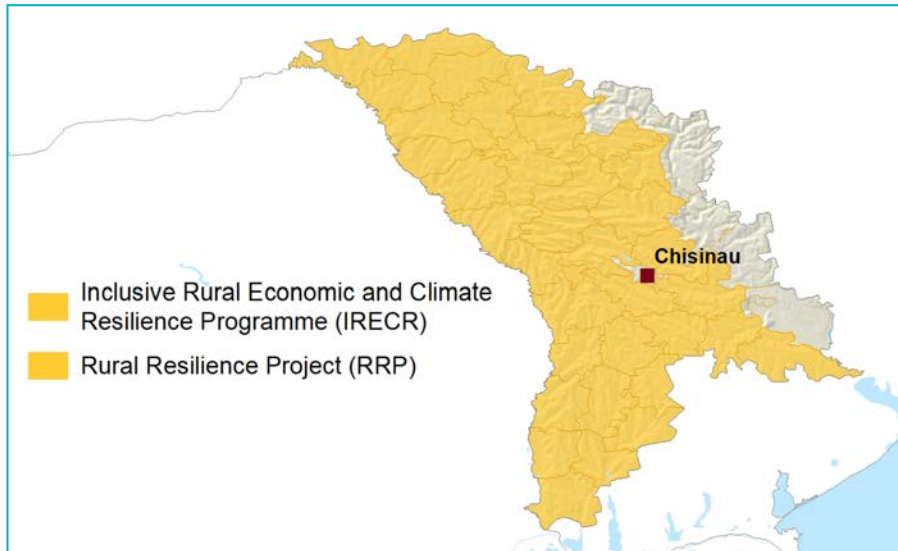 Chisinau
Inclusive Rural Economic and Climate
Resilience Programme (IRECR)
Rural Resilience Project (RRP)